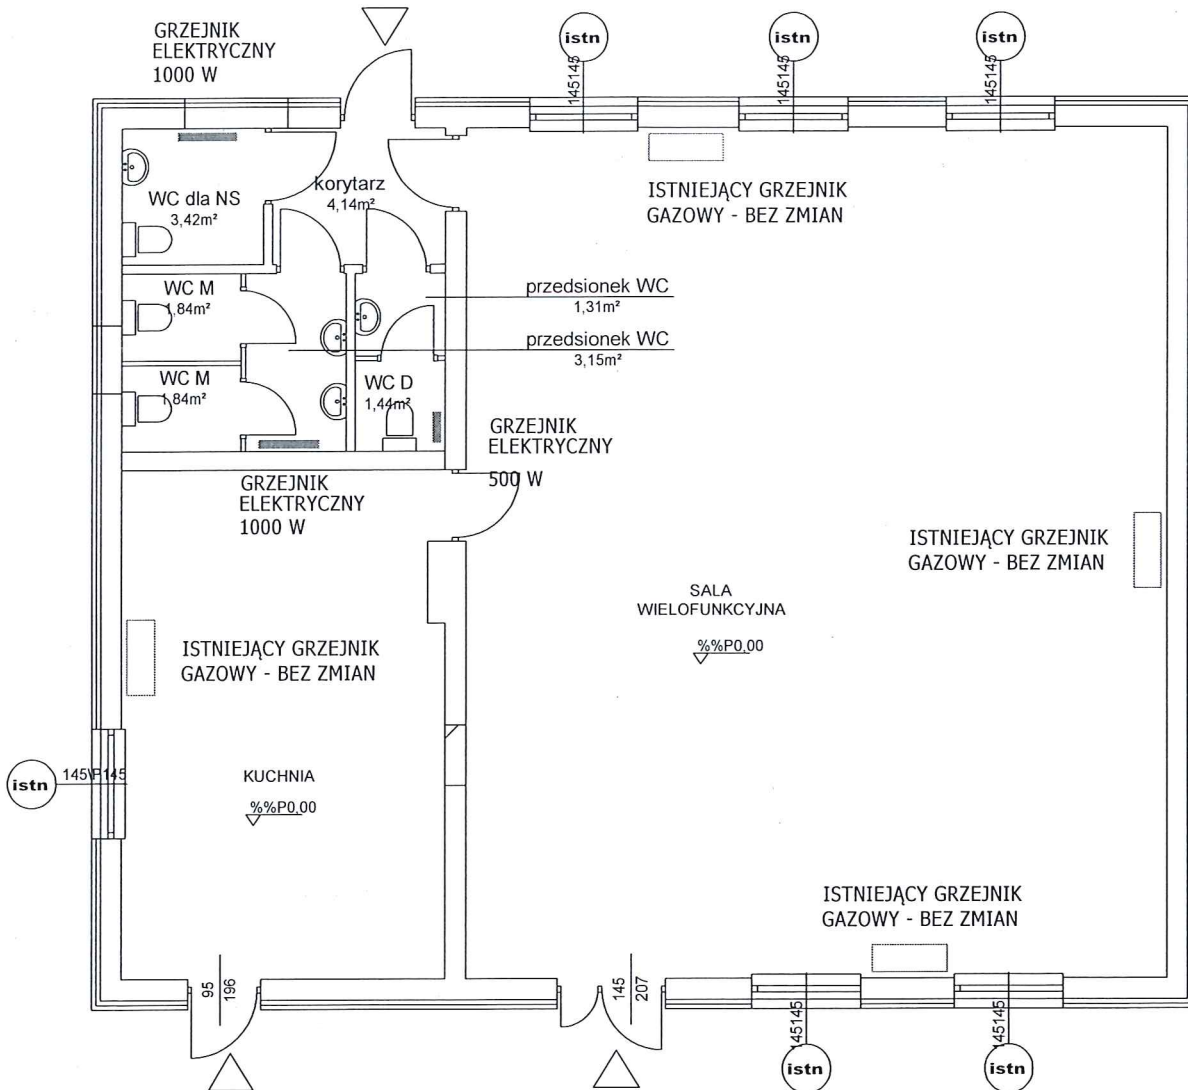 GRZEJNIK
ELEKTRYCZNY
1000 W
istn
istn
istn
145145
145145
145145
WC dla NS
3,42m²
korytarz
4,14m²
ISTNIEJĄCY GRZEJNIK
GAZOWY - BEZ ZMIAN
WC M
1,84m²
przedsionek WC
1,31m²
przedsionek WC
3,15m²
WC M
1,84m²
WC D
1,44m²
GRZEJNIK
ELEKTRYCZNY
500 W
GRZEJNIK
ELEKTRYCZNY
1000 W
ISTNIEJĄCY GRZEJNIK
GAZOWY - BEZ ZMIAN
SALA
WIELOFUNKCYJNA
%%P0,00
ISTNIEJĄCY GRZEJNIK
GAZOWY - BEZ ZMIAN
istn
KUCHNIA
%%P0,00
ISTNIEJĄCY GRZEJNIK
GAZOWY - BEZ ZMIAN
95
196
145
207
145145
145145
istn
istn